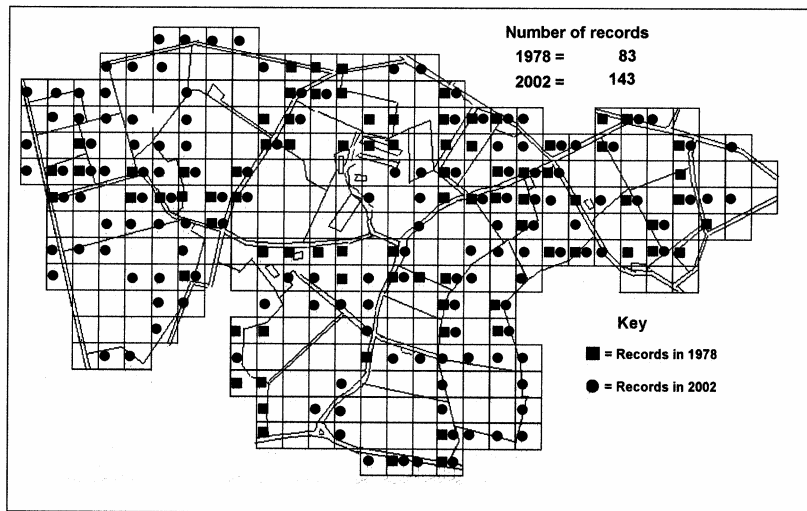 Number of records
1978 = 83
2002 = 143
Key
■ = Records in 1978
● = Records in 2002